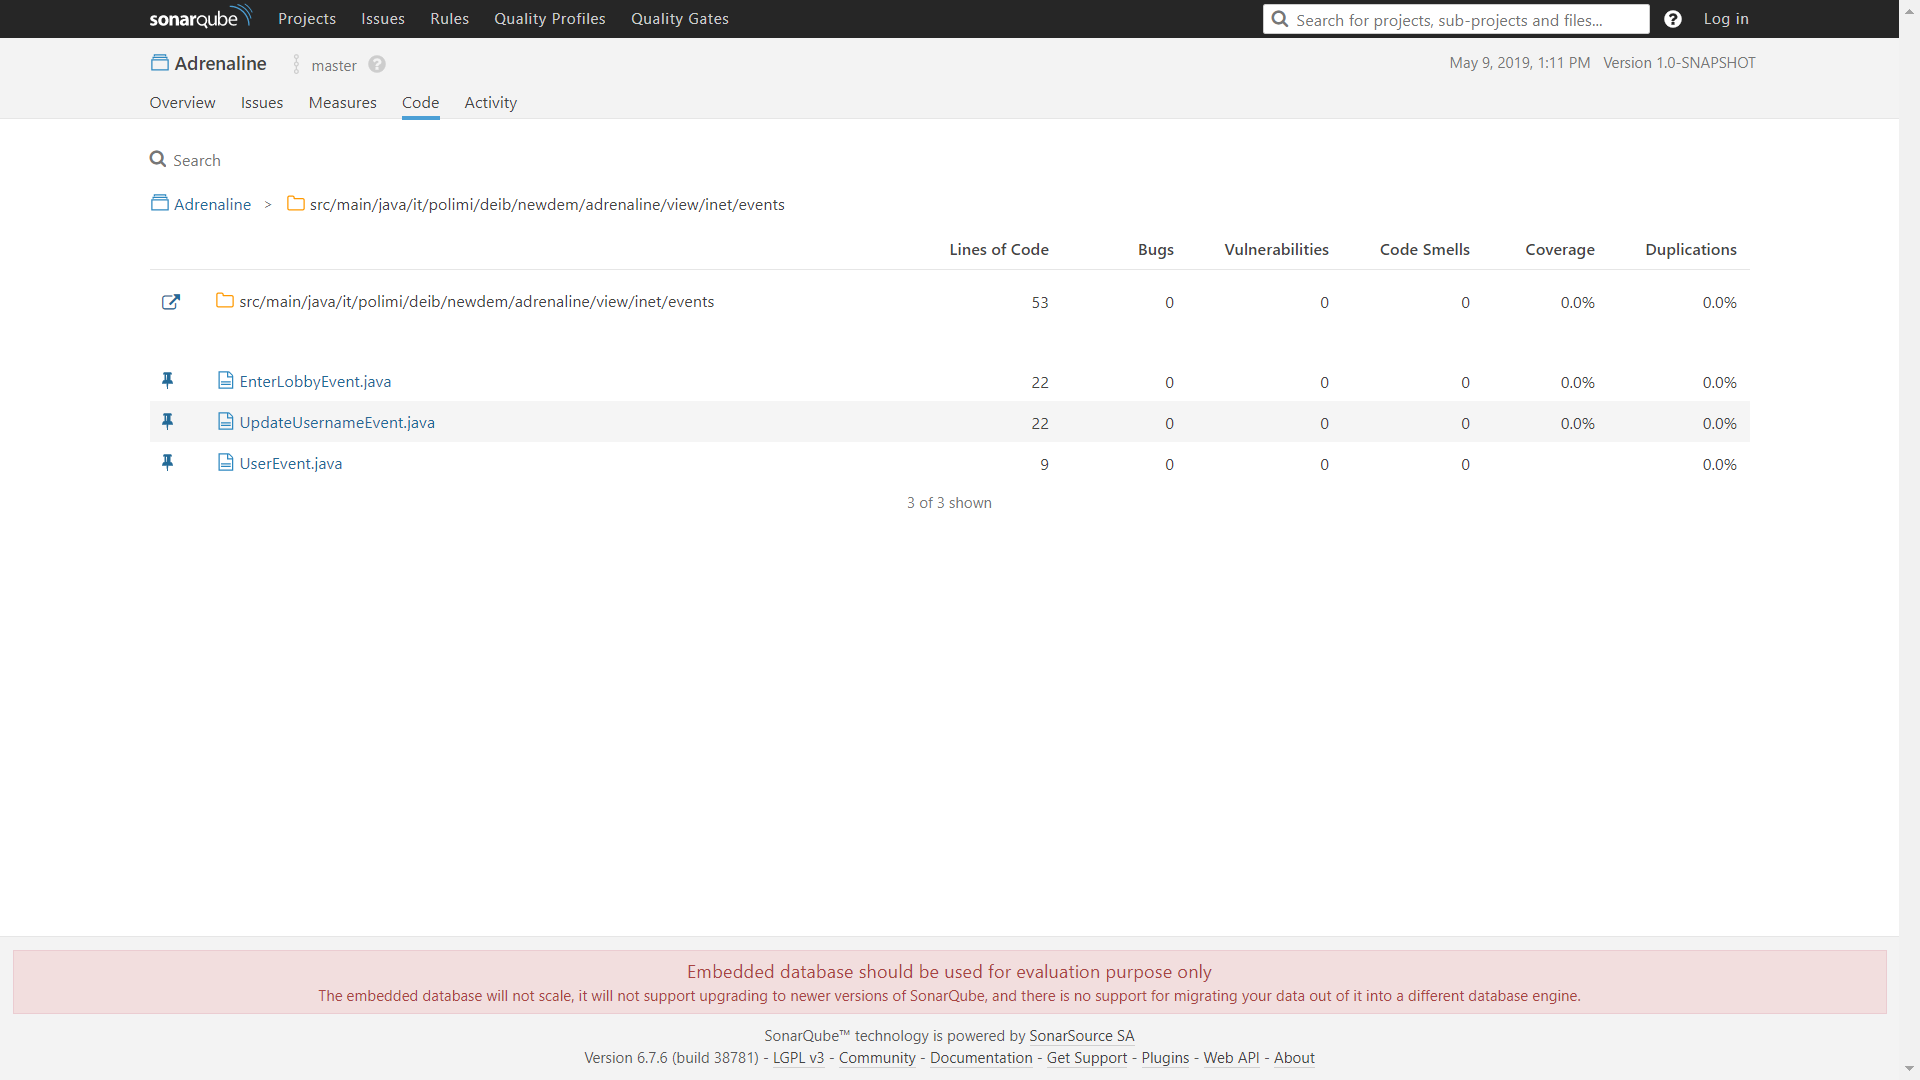 sonarqube Projects Issues Rules Quality Profiles Quality Gates Search for projects, sub-projects and files... ? Log in
Adrenaline master ? May 9, 2019, 1:11 PM Version 1.0-SNAPSHOT
Overview Issues Measures Code Activity
Search
Adrenaline > src/main/java/it/polimi/deib/newdem/adrenaline/view/inet/events
Lines of Code Bugs Vulnerabilities Code Smells Coverage Duplications
src/main/java/it/polimi/deib/newdem/adrenaline/view/inet/events 53 0 0 0 0.0% 0.0%
EnterLobbyEvent.java 22 0 0 0 0.0% 0.0%
UpdateUsernameEvent.java 22 0 0 0 0.0% 0.0%
UserEvent.java 9 0 0 0 0.0%
3 of 3 shown
Embedded database should be used for evaluation purpose only
The embedded database will not scale, it will not support upgrading to newer versions of SonarQube, and there is no support for migrating your data out of it into a different database engine.
SonarQube™ technology is powered by SonarSource SA
Version 6.7.6 (build 38781) - LGPL v3 - Community - Documentation - Get Support - Plugins - Web API - About